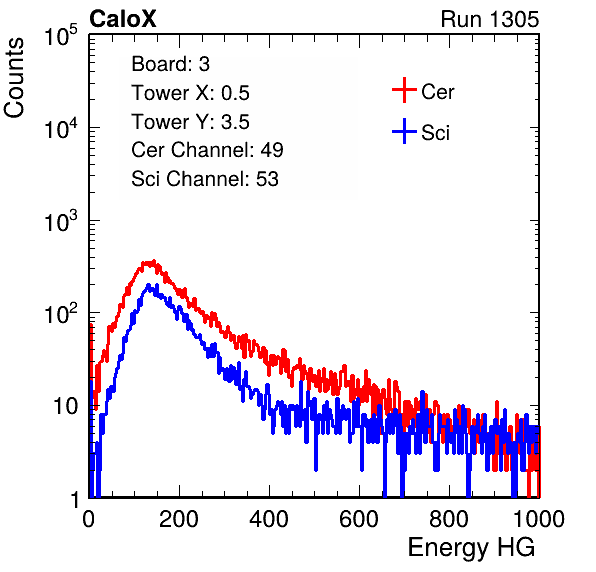 CaloX Run 1305
Counts
Board: 3
Tower X: 0.5
Tower Y: 3.5
Cer Channel: 49
Sci Channel: 53
Cer
Sci
10^5
10^4
10^3
10^2
10
1
0 200 400 600 800 1000
Energy HG